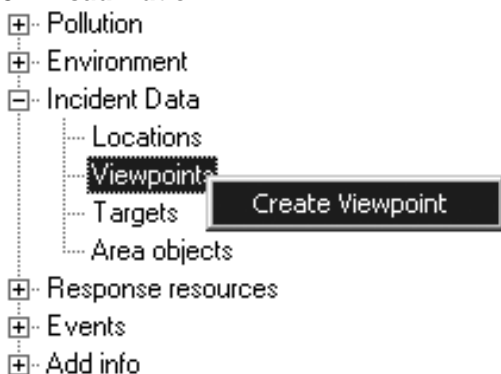 Pollution
Environment
Incident Data
Locations
Viewpoints
Create Viewpoint
Targets
Area objects
Response resources
Events
Add info